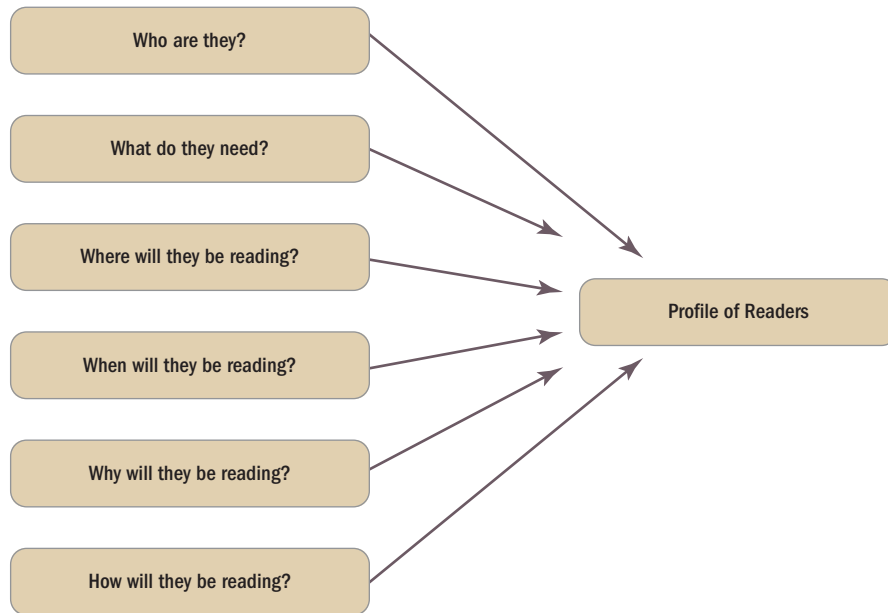 Who are they?
What do they need?
Where will they be reading?
When will they be reading?
Why will they be reading?
How will they be reading?
Profile of Readers